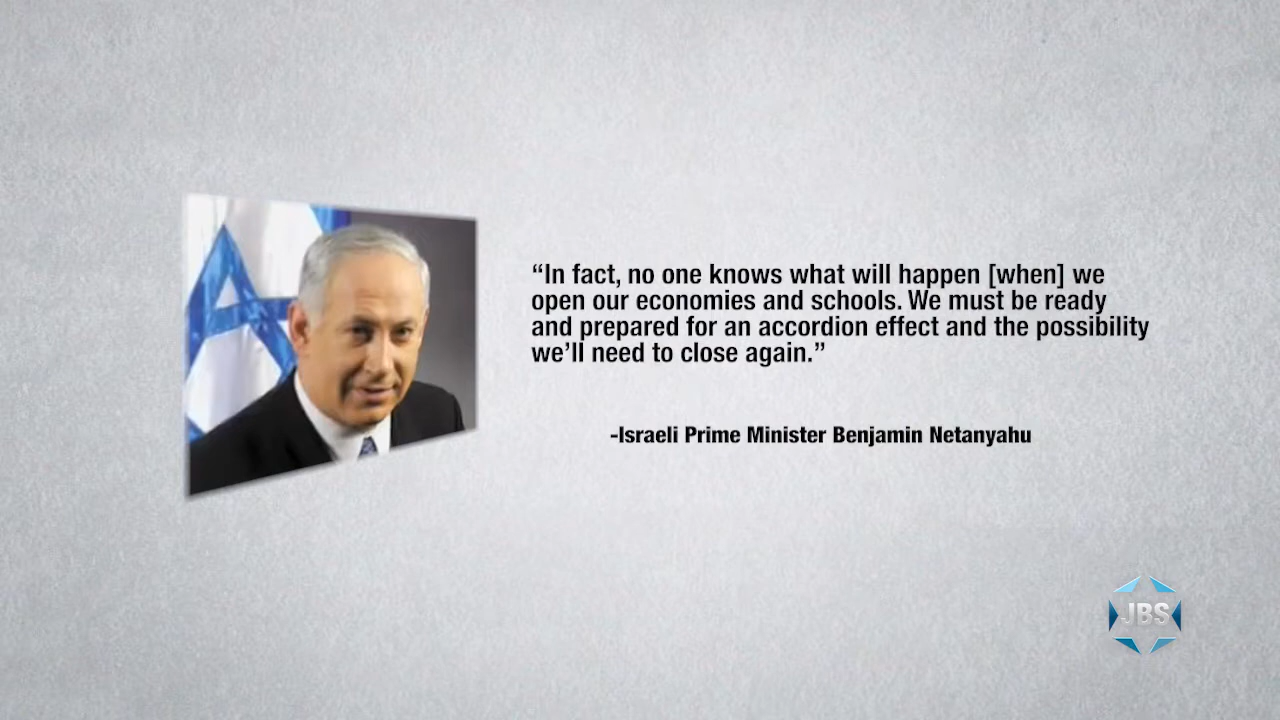 “In fact, no one knows what will happen [when] we
open our economies and schools. We must be ready
and prepared for an accordion effect and the possibility
we’ll need to close again.”
-Israeli Prime Minister Benjamin Netanyahu
JBS